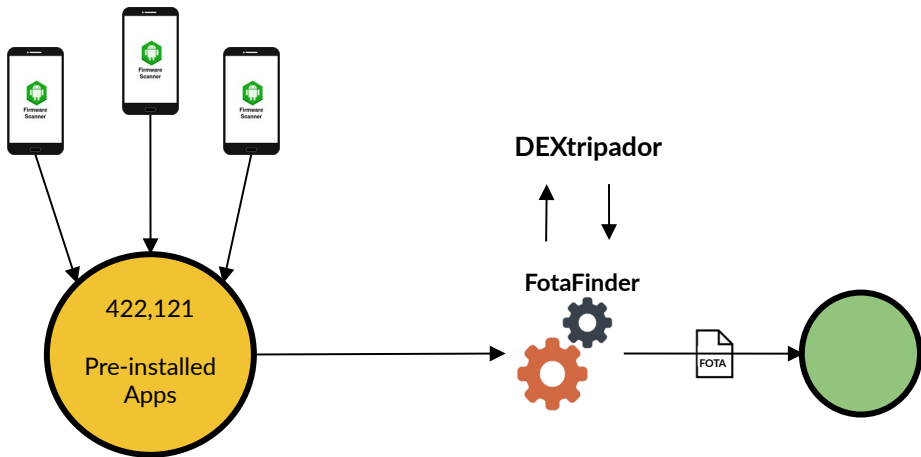 Firmware
Scanner
Firmware
Scanner
Firmware
Scanner
DEXtripador
FotaFinder
422,121
Pre-installed
Apps
FOTA